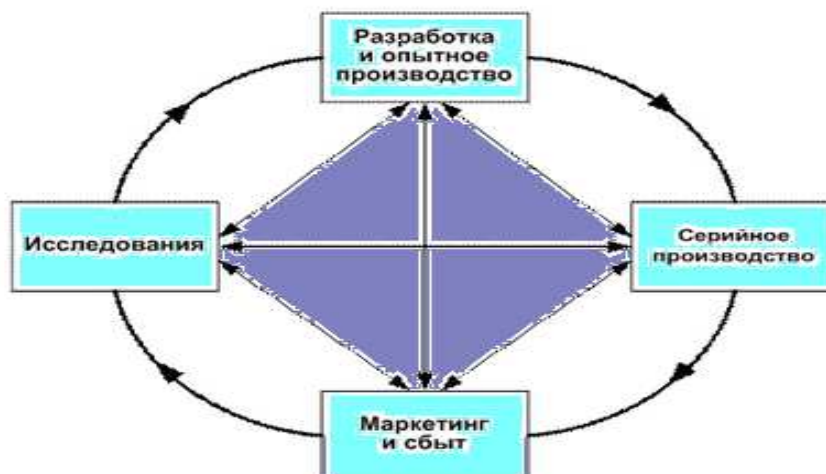 Разработка
и опытное
производство
Исследования
Серийное
производство
Маркетинг
и сбыт